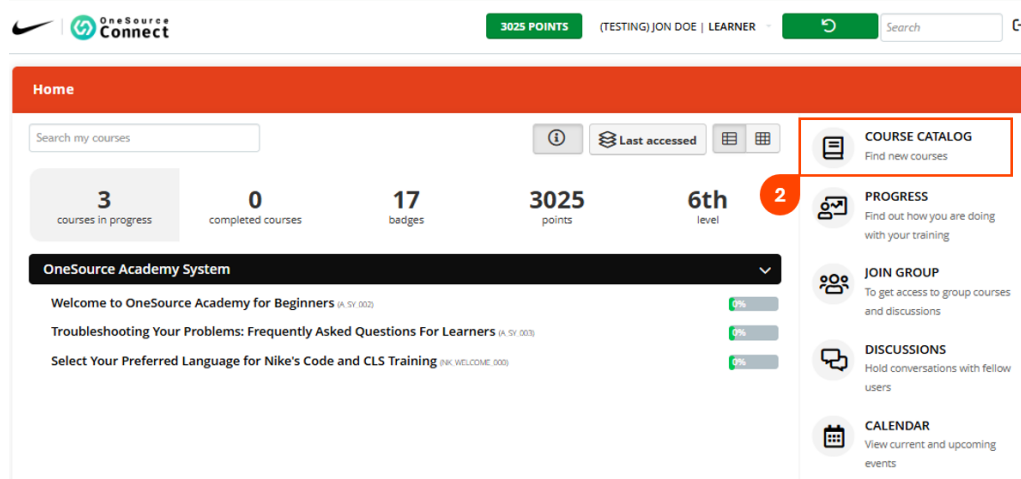 OneSource
Connect
3025 POINTS
(TESTING) JON DOE | LEARNER
Search
Home
Search my courses
Last accessed
3
courses in progress
0
completed courses
17
badges
3025
points
6th
level
OneSource Academy System
Welcome to OneSource Academy for Beginners (A_SY_002)
0%
Troubleshooting Your Problems: Frequently Asked Questions For Learners (A_SY_003)
0%
Select Your Preferred Language for Nike's Code and CLS Training (NK_WELCOME_000)
0%
2
COURSE CATALOG
Find new courses
PROGRESS
Find out how you are doing
with your training
JOIN GROUP
To get access to group courses
and discussions
DISCUSSIONS
Hold conversations with fellow
users
CALENDAR
View current and upcoming
events